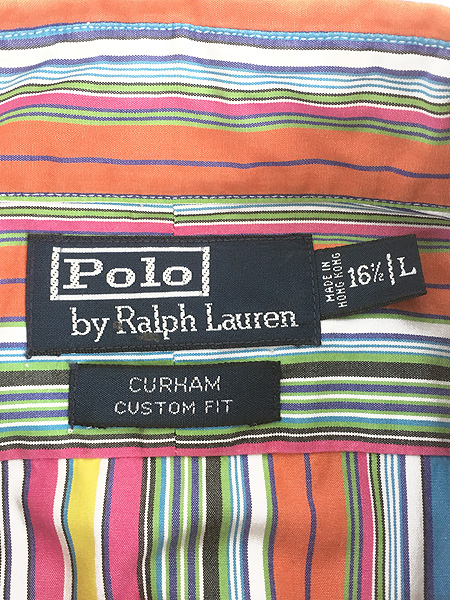 Polo
by Ralph Lauren
MADE IN
HONG KONG
16½/L
CURHAM
CUSTOM FIT